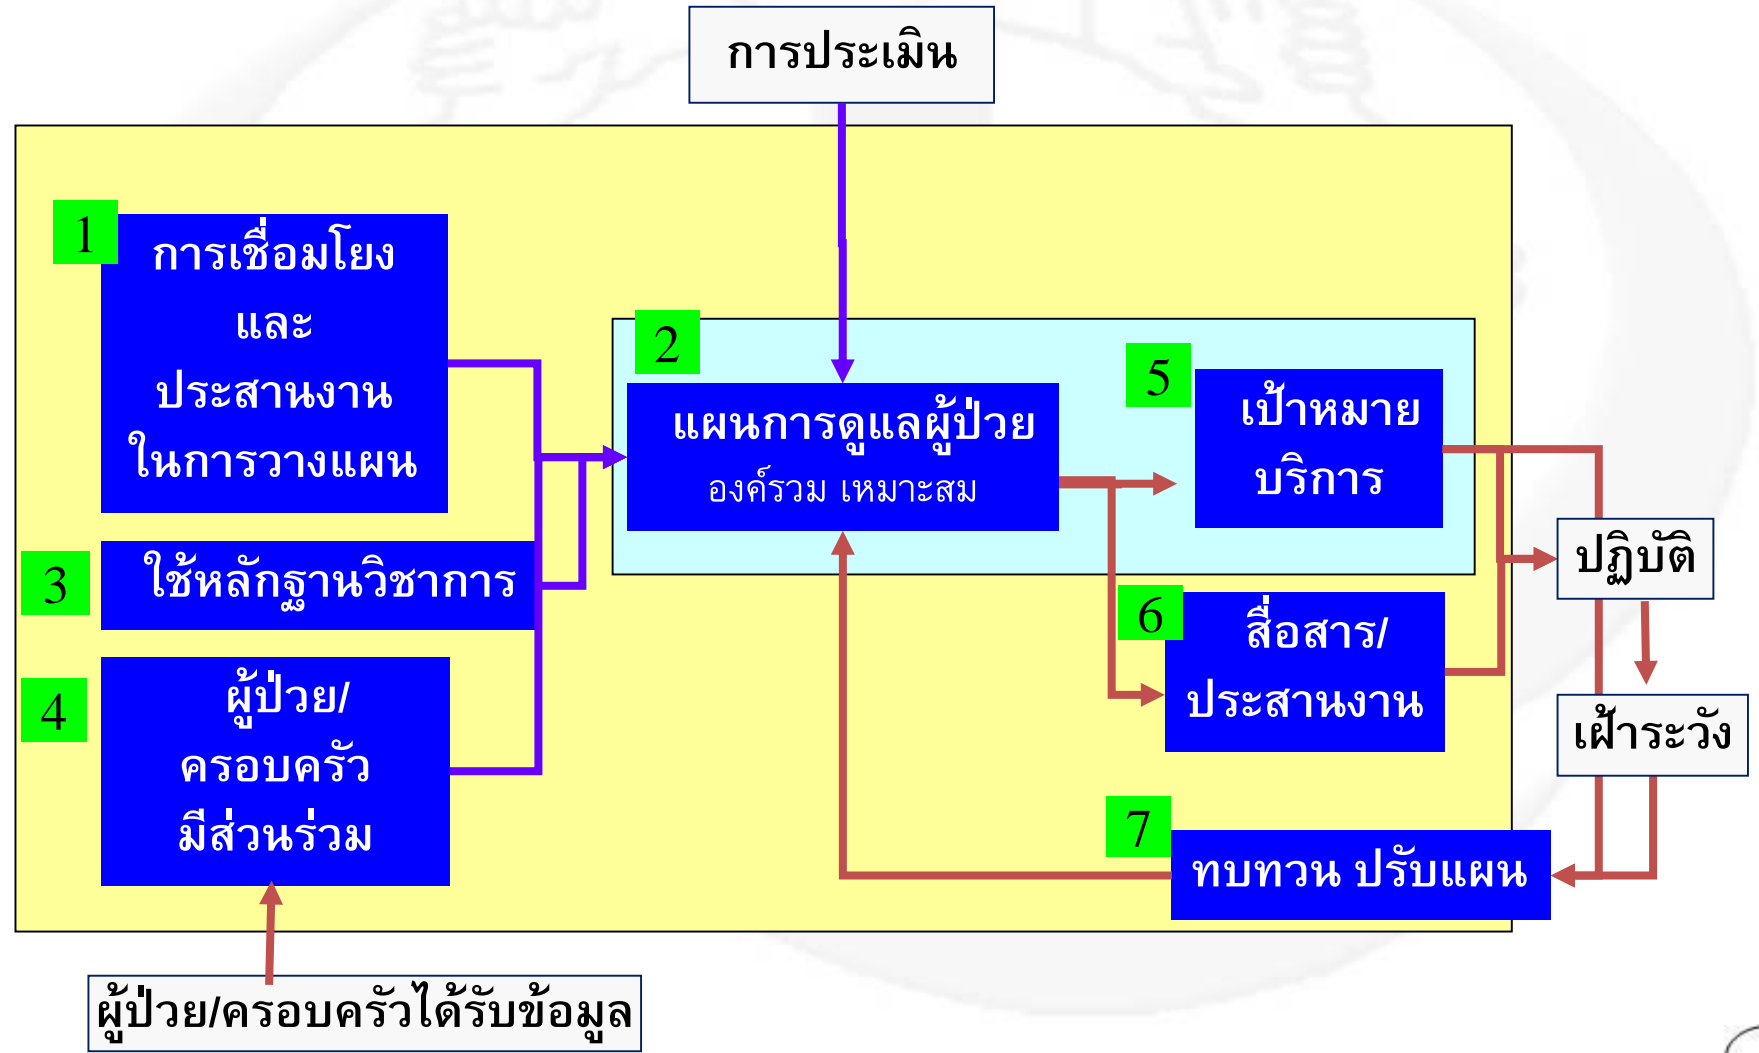 การประเมิน
1
การเชื่อมโยง
และ
ประสานงาน
ในการวางแผน
2
แผนการดูแลผู้ป่วย
องค์รวม เหมาะสม
3
ใช้หลักฐานวิชาการ
4
ผู้ป่วย/
ครอบครัว
มีส่วนร่วม
5
เป้าหมาย
บริการ
6
สื่อสาร/
ประสานงาน
ปฏิบัติ
เฝ้าระวัง
7
ทบทวน ปรับแผน
ผู้ป่วย/ครอบครัวได้รับข้อมูล